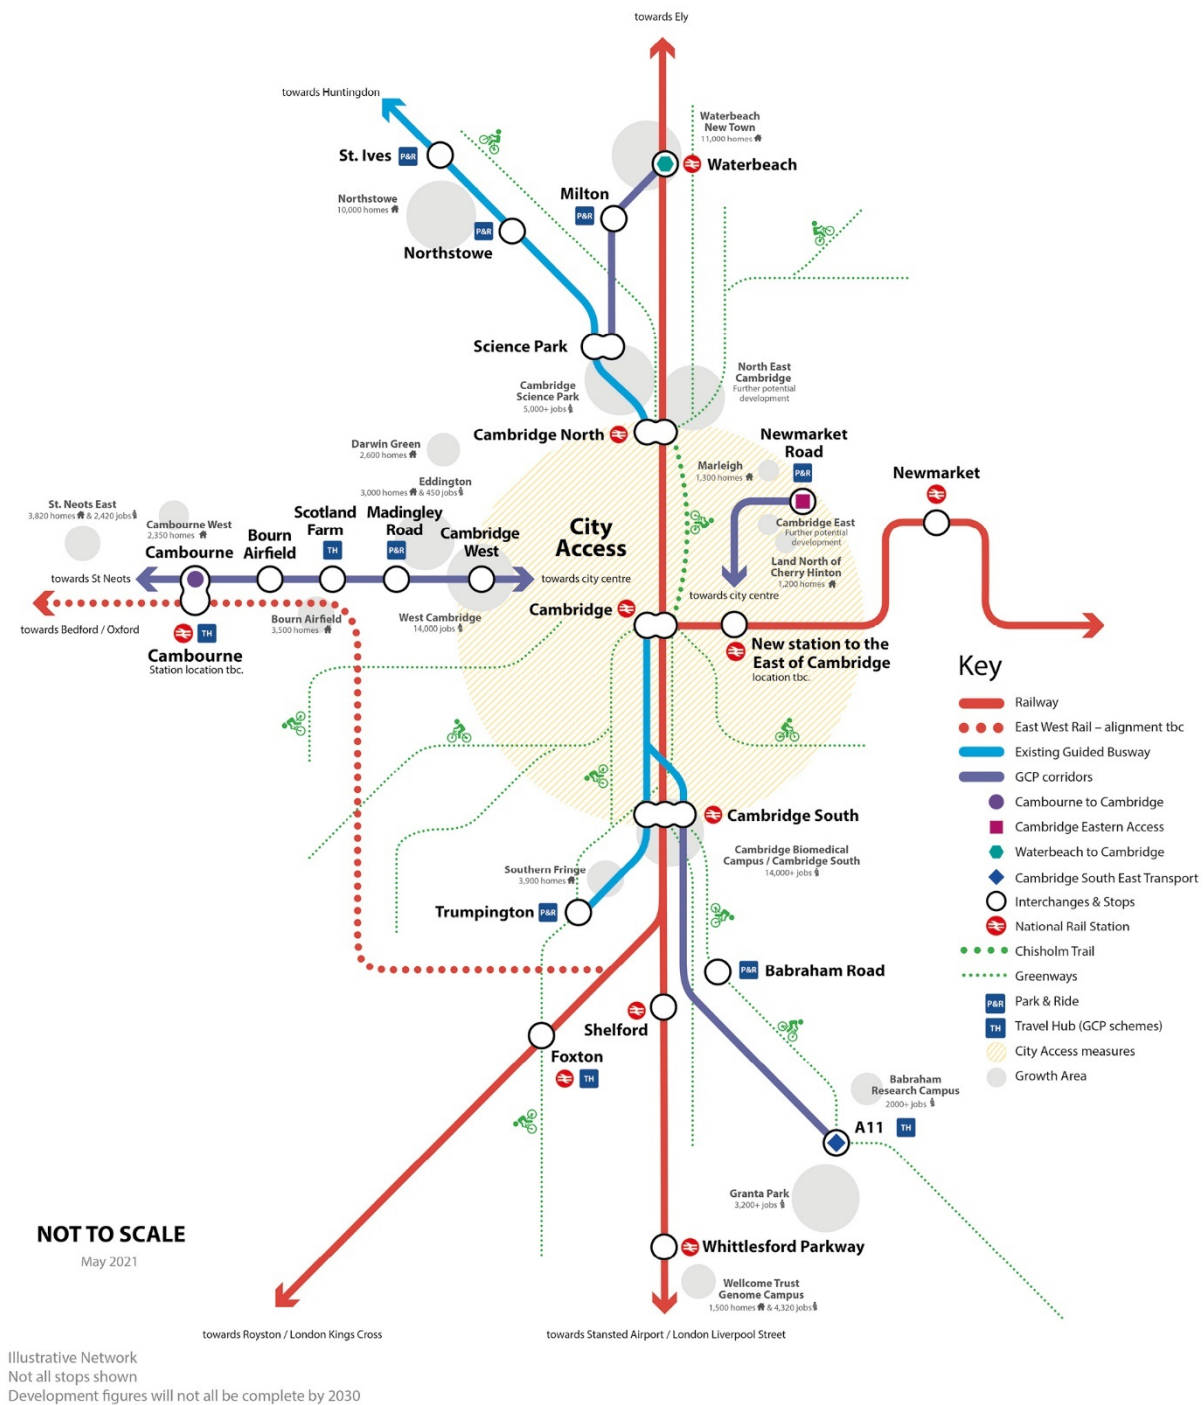 towards Ely
towards Huntingdon
St. Ives
P&R
Northstowe
10,000 homes
P&R
Northstowe
Waterbeach
New Town
11,000 homes
Waterbeach
Milton
P&R
Science Park
Cambridge
Science Park
5,000+ jobs
North East
Cambridge
Further potential
development
Cambridge North
Darwin Green
2,600 homes
Eddington
3,000 homes & 450 jobs
Newmarket
Road
P&R
Marleigh
1,300 homes
Newmarket
Cambridge East
Further potential
development
Land North of
Cherry Hinton
1,200 homes
towards city centre
St. Neots East
3,820 homes & 2,420 jobs
Cambourne West
2,350 homes
Cambourne
Bourn
Airfield
Scotland
Farm
TH
Madingley
Road
P&R
Cambridge
West
City
Access
towards St Neots
towards city centre
towards Bedford / Oxford
TH
Cambourne
Station location tbc.
Bourn Airfield
3,500 homes
West Cambridge
14,000 jobs
Cambridge
New station to the
East of Cambridge
location tbc.
Cambridge South
Cambridge Biomedical
Campus / Cambridge South
14,000+ jobs
Southern Fringe
3,900 homes
Trumpington
P&R
P&R
Babraham Road
Shelford
Foxton
TH
Babraham
Research Campus
2000+ jobs
A11
TH
Granta Park
3,200+ jobs
Whittlesford Parkway
Wellcome Trust
Genome Campus
1,500 homes & 4,320 jobs
towards Royston / London Kings Cross
towards Stansted Airport / London Liverpool Street
Key
Railway
East West Rail – alignment tbc
Existing Guided Busway
GCP corridors
Cambourne to Cambridge
Cambridge Eastern Access
Waterbeach to Cambridge
Cambridge South East Transport
Interchanges & Stops
National Rail Station
Chisholm Trail
Greenways
P&R Park & Ride
TH Travel Hub (GCP schemes)
City Access measures
Growth Area
NOT TO SCALE
May 2021
Illustrative Network
Not all stops shown
Development figures will not all be complete by 2030